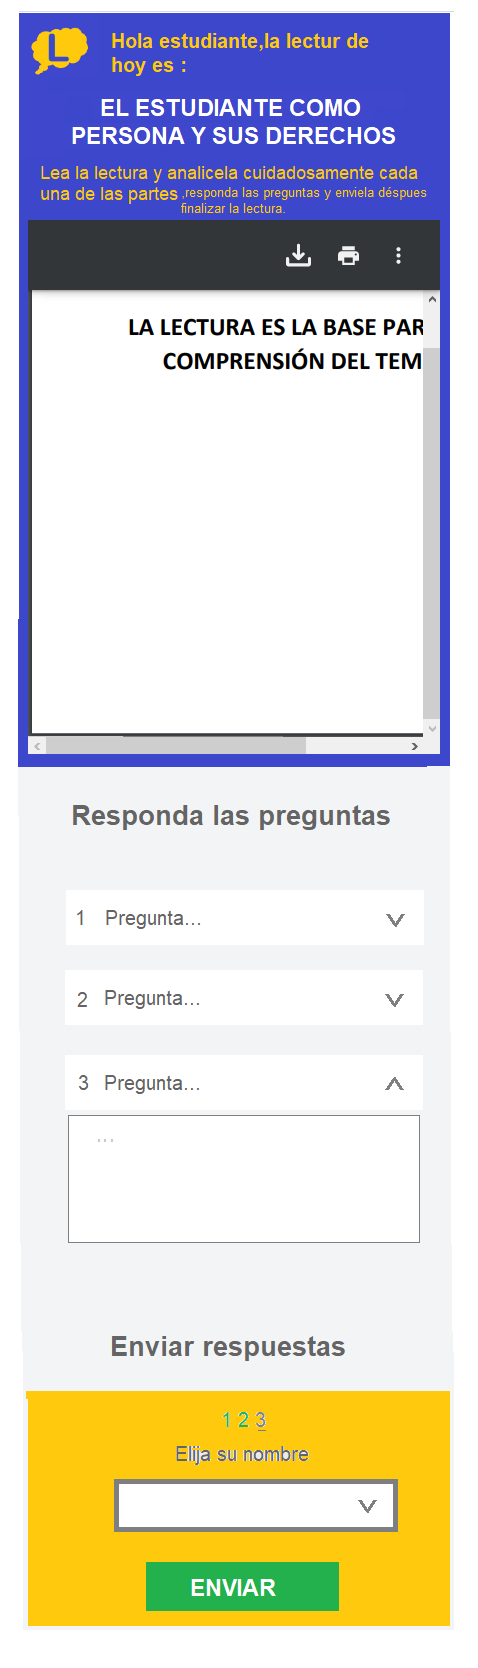 L
Hola estudiante,la lectur de
hoy es :
EL ESTUDIANTE COMO
PERSONA Y SUS DERECHOS
Lea la lectura y analicela cuidadosamente cada
una de las partes ,responda las preguntas y enviela déspues
finalizar la lectura.
LA LECTURA ES LA BASE PAR
COMPRENSIÓN DEL TEM
Responda las preguntas
1 Pregunta...
2 Pregunta...
3 Pregunta...
...
Enviar respuestas
1 2 3
Elija su nombre
ENVIAR